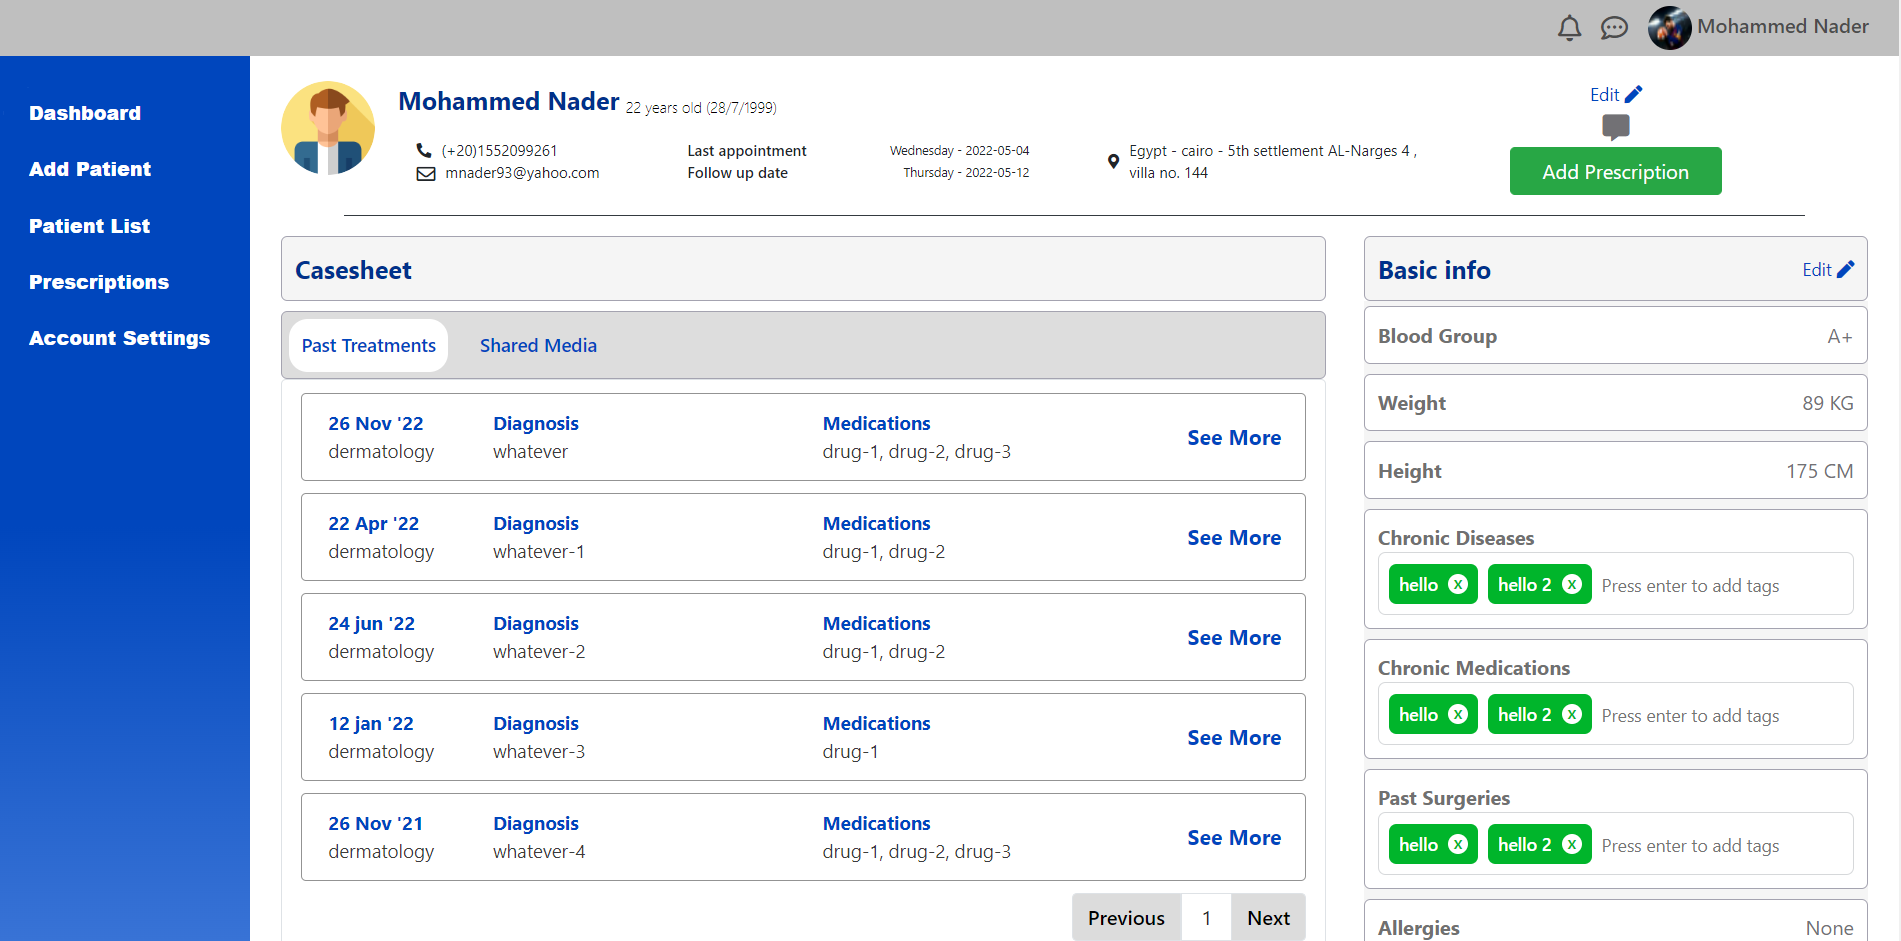 Mohammed Nader
Dashboard
Add Patient
Patient List
Prescriptions
Account Settings
Mohammed Nader 22 years old (28/7/1999)
(+20)1552099261
mnader93@yahoo.com
Last appointment Wednesday - 2022-05-04
Follow up date Thursday - 2022-05-12
Egypt - cairo - 5th settlement AL-Narges 4 ,
villa no. 144
Edit
Add Prescription
Casesheet
Past Treatments Shared Media
26 Nov '22 Diagnosis Medications
dermatology whatever drug-1, drug-2, drug-3
See More
22 Apr '22 Diagnosis Medications
dermatology whatever-1 drug-1, drug-2
See More
24 jun '22 Diagnosis Medications
dermatology whatever-2 drug-1, drug-2
See More
12 jan '22 Diagnosis Medications
dermatology whatever-3 drug-1
See More
26 Nov '21 Diagnosis Medications
dermatology whatever-4 drug-1, drug-2, drug-3
See More
Previous 1 Next
Basic info Edit
Blood Group A+
Weight 89 KG
Height 175 CM
Chronic Diseases
hello x hello 2 x Press enter to add tags
Chronic Medications
hello x hello 2 x Press enter to add tags
Past Surgeries
hello x hello 2 x Press enter to add tags
Allergies None